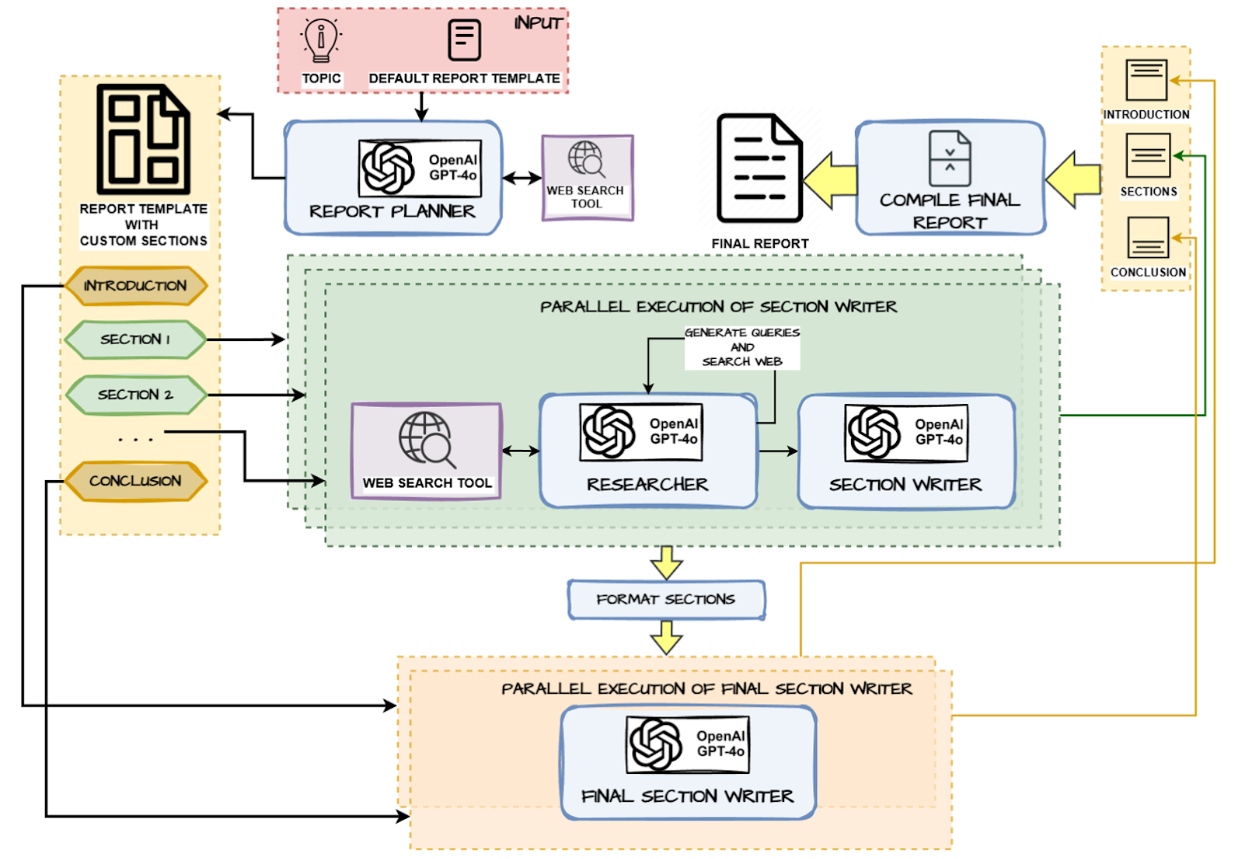 INPUT
TOPIC
DEFAULT REPORT TEMPLATE
OpenAI
GPT-4o
REPORT PLANNER
WEB SEARCH
TOOL
REPORT TEMPLATE
WITH
CUSTOM SECTIONS
INTRODUCTION
SECTION 1
SECTION 2
. . .
CONCLUSION
FINAL REPORT
COMPILE FINAL
REPORT
INTRODUCTION
SECTIONS
CONCLUSION
PARALLEL EXECUTION OF SECTION WRITER
GENERATE QUERIES
AND
SEARCH WEB
WEB SEARCH TOOL
OpenAI
GPT-4o
RESEARCHER
OpenAI
GPT-4o
SECTION WRITER
FORMAT SECTIONS
PARALLEL EXECUTION OF FINAL SECTION WRITER
OpenAI
GPT-4o
FINAL SECTION WRITER